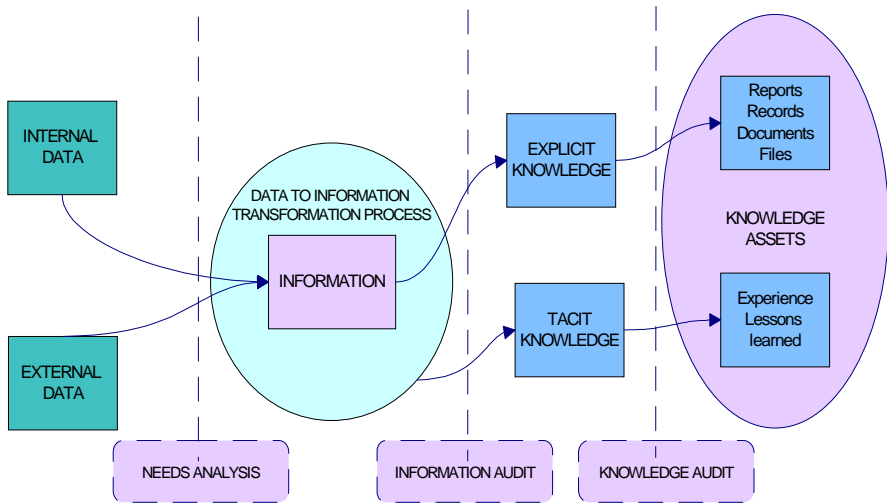 INTERNAL
DATA
EXTERNAL
DATA
DATA TO INFORMATION
TRANSFORMATION PROCESS
INFORMATION
EXPLICIT
KNOWLEDGE
TACIT
KNOWLEDGE
Reports
Records
Documents
Files
KNOWLEDGE
ASSETS
Experience
Lessons
learned
NEEDS ANALYSIS
INFORMATION AUDIT
KNOWLEDGE AUDIT